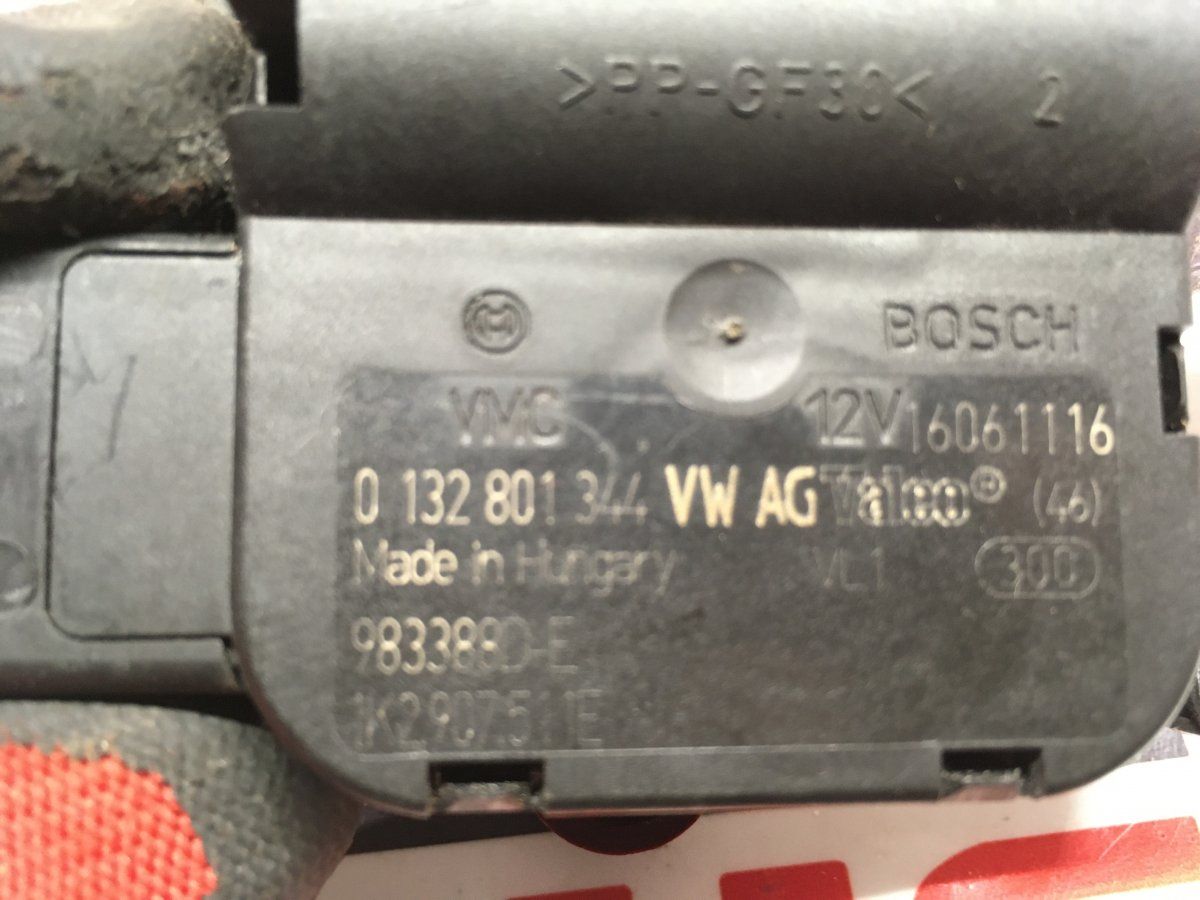 >PP-GF30< 2
BOSCH
VMC 12V 16061116
0 132 801 344 VW AG Valeo® (46)
Made in Hungary VL1 300
983388D-E
1K2.907.511E